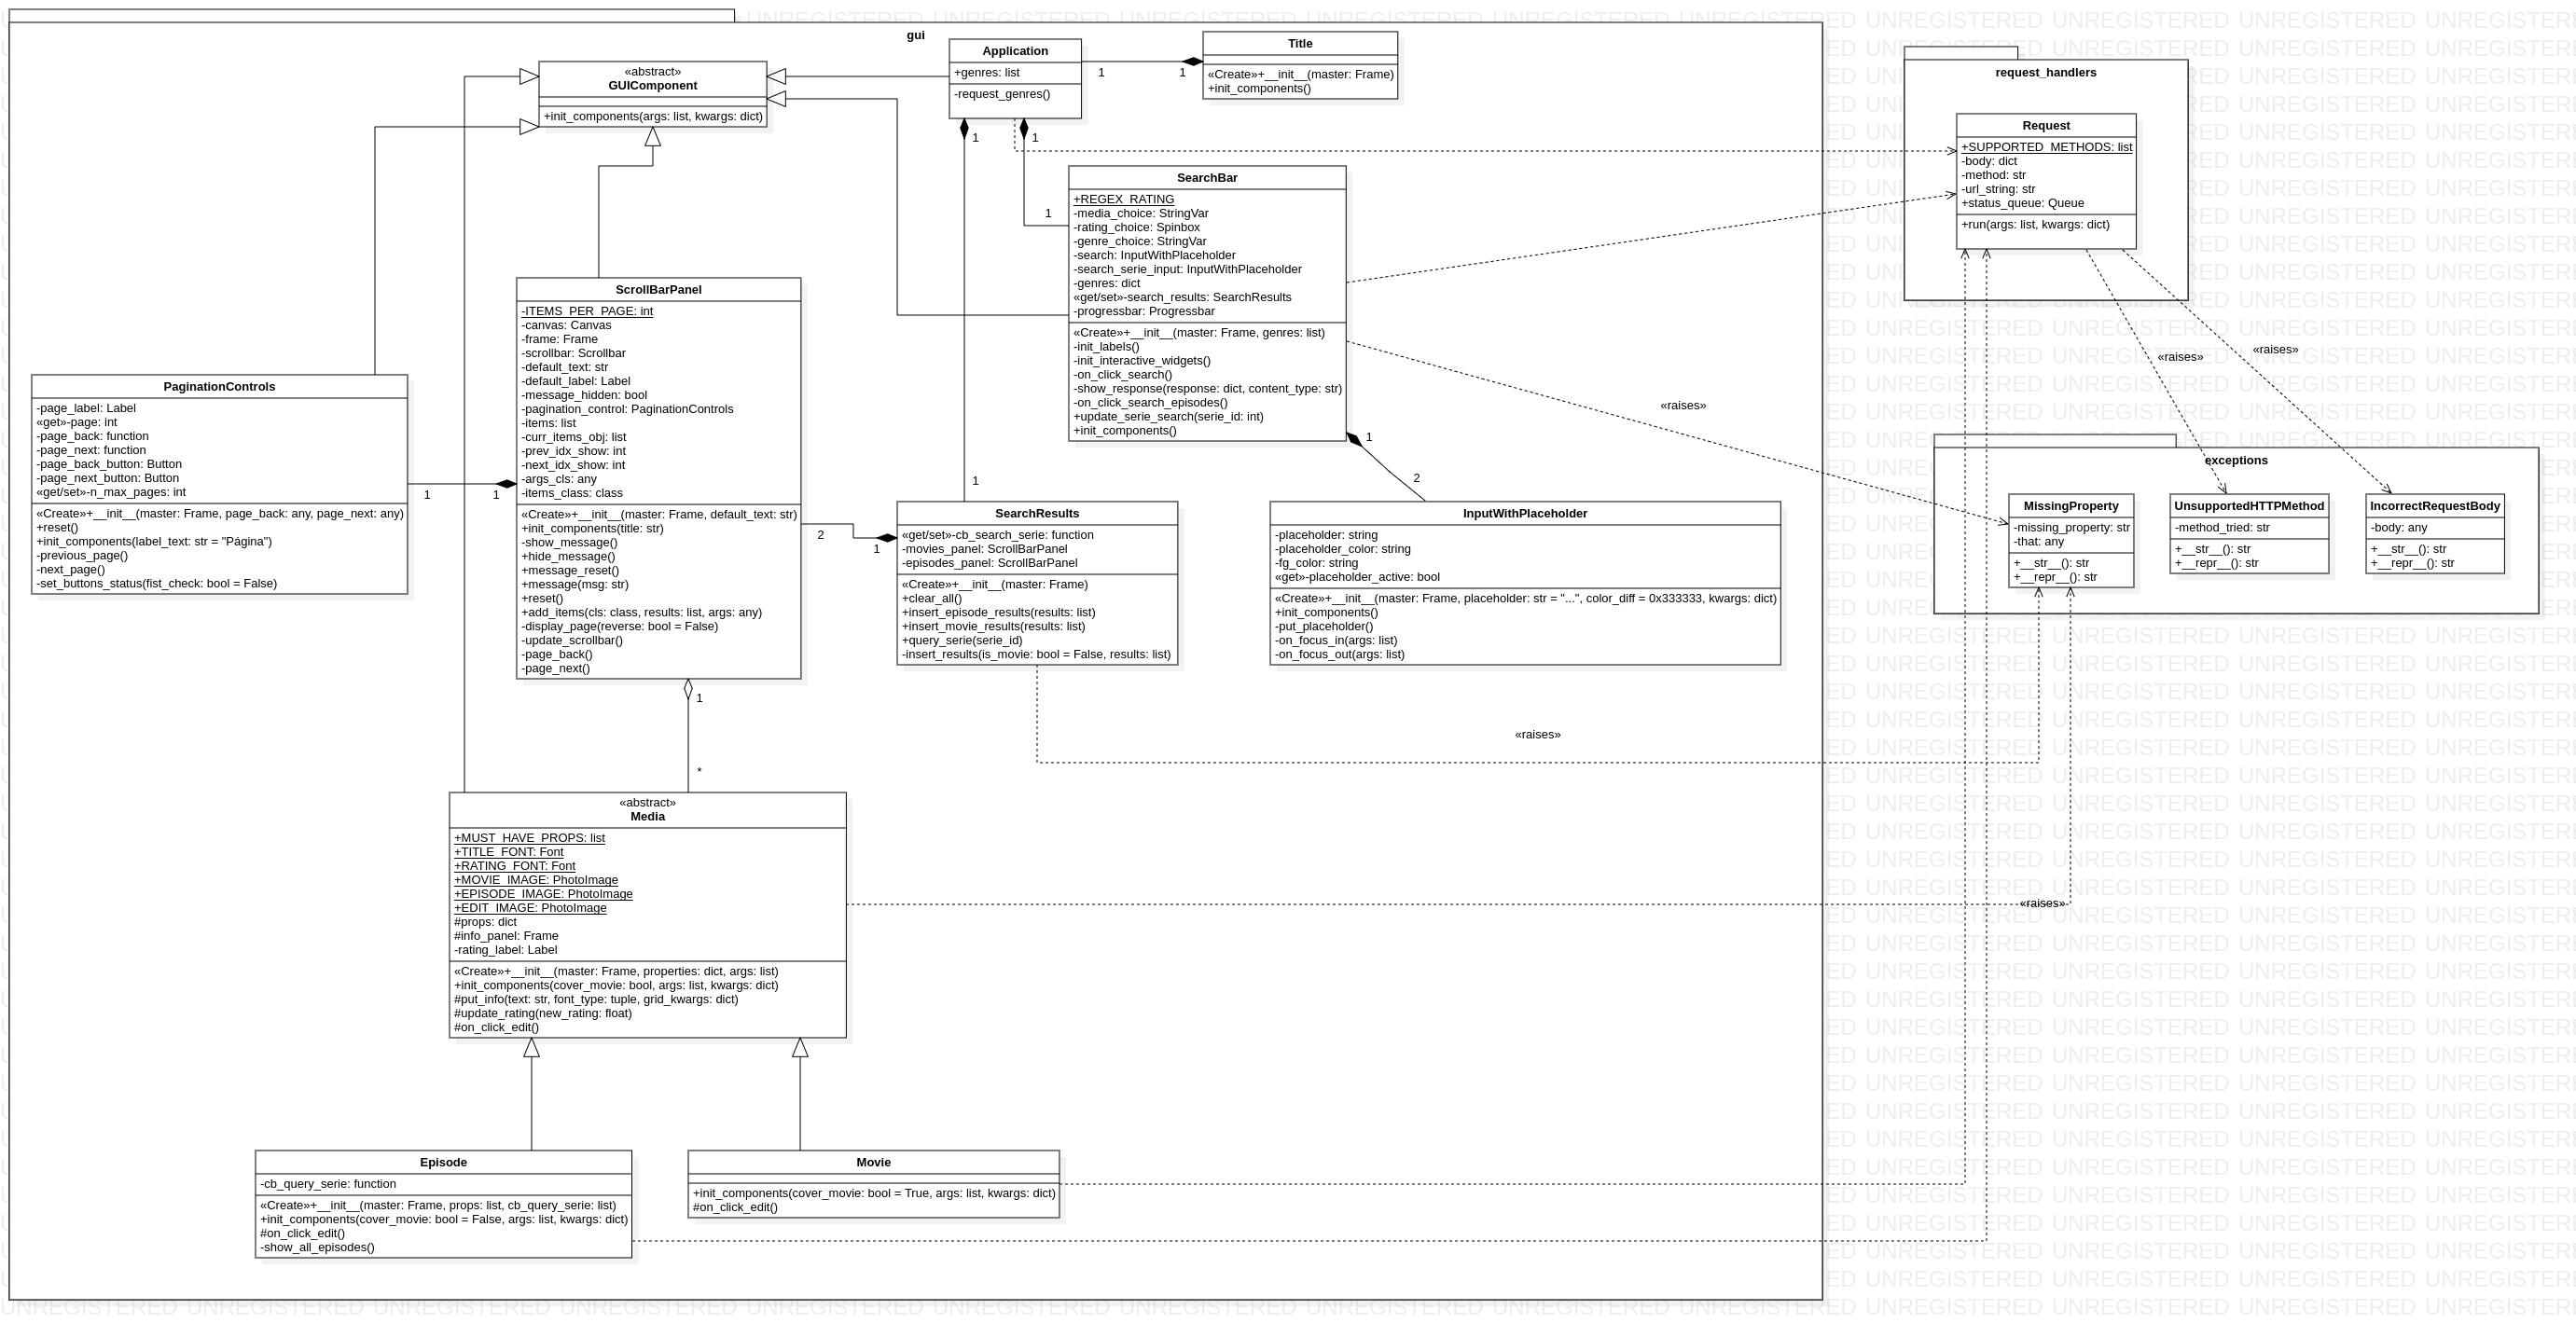 gui
«abstract»
GUIComponent
+init_components(args: list, kwargs: dict)
Application
+genres: list
-request_genres()
1
1
Title
«Create»+__init__(master: Frame)
+init_components()
1
1
SearchBar
+REGEX_RATING
-media_choice: StringVar
-rating_choice: Spinbox
-genre_choice: StringVar
-search: InputWithPlaceholder
-search_serie_input: InputWithPlaceholder
-genres: dict
«get/set»-search_results: SearchResults
-progressbar: Progressbar
«Create»+__init__(master: Frame, genres: list)
-init_labels()
-init_interactive_widgets()
-on_click_search()
-show_response(response: dict, content_type: str)
-on_click_search_episodes()
+update_serie_search(serie_id: int)
+init_components()
1
1
2
1
ScrollBarPanel
-ITEMS_PER_PAGE: int
-canvas: Canvas
-frame: Frame
-scrollbar: Scrollbar
-default_text: str
-default_label: Label
-message_hidden: bool
-pagination_control: PaginationControls
-items: list
-curr_items_obj: list
-prev_idx_show: int
-next_idx_show: int
-args_cls: any
-items_class: class
«Create»+__init__(master: Frame, default_text: str)
+init_components(title: str)
-show_message()
+hide_message()
+message_reset()
+message(msg: str)
+reset()
+add_items(cls: class, results: list, args: any)
-display_page(reverse: bool = False)
-update_scrollbar()
-page_back()
-page_next()
PaginationControls
-page_label: Label
«get»-page: int
-page_back: function
-page_next: function
-page_back_button: Button
-page_next_button: Button
«get/set»-n_max_pages: int
«Create»+__init__(master: Frame, page_back: any, page_next: any)
+reset()
+init_components(label_text: str = "Página")
-previous_page()
-next_page()
-set_buttons_status(fist_check: bool = False)
1
1
2
1
SearchResults
«get/set»-cb_search_serie: function
-movies_panel: ScrollBarPanel
-episodes_panel: ScrollBarPanel
«Create»+__init__(master: Frame)
+clear_all()
+insert_episode_results(results: list)
+insert_movie_results(results: list)
+query_serie(serie_id)
-insert_results(is_movie: bool = False, results: list)
InputWithPlaceholder
-placeholder: string
-placeholder_color: string
-fg_color: string
«get»-placeholder_active: bool
«Create»+__init__(master: Frame, placeholder: str = "...", color_diff = 0x333333, kwargs: dict)
+init_components()
-put_placeholder()
-on_focus_in(args: list)
-on_focus_out(args: list)
1
*
«abstract»
Media
+MUST_HAVE_PROPS: list
+TITLE_FONT: Font
+RATING_FONT: Font
+MOVIE_IMAGE: PhotoImage
+EPISODE_IMAGE: PhotoImage
+EDIT_IMAGE: PhotoImage
#props: dict
#info_panel: Frame
-rating_label: Label
«Create»+__init__(master: Frame, properties: dict, args: list)
+init_components(cover_movie: bool, args: list, kwargs: dict)
#put_info(text: str, font_type: tuple, grid_kwargs: dict)
#update_rating(new_rating: float)
#on_click_edit()
Episode
-cb_query_serie: function
«Create»+__init__(master: Frame, props: list, cb_query_serie: list)
+init_components(cover_movie: bool = False, args: list, kwargs: dict)
#on_click_edit()
-show_all_episodes()
Movie
+init_components(cover_movie: bool = True, args: list, kwargs: dict)
#on_click_edit()
request_handlers
Request
+SUPPORTED_METHODS: list
-body: dict
-method: str
-url_string: str
+status_queue: Queue
+run(args: list, kwargs: dict)
«raises»
«raises»
«raises»
«raises»
«raises»
exceptions
MissingProperty
-missing_property: str
-that: any
+__str__(): str
+__repr__(): str
UnsupportedHTTPMethod
-method_tried: str
+__str__(): str
+__repr__(): str
IncorrectRequestBody
-body: any
+__str__(): str
+__repr__(): str
UNREGISTERED